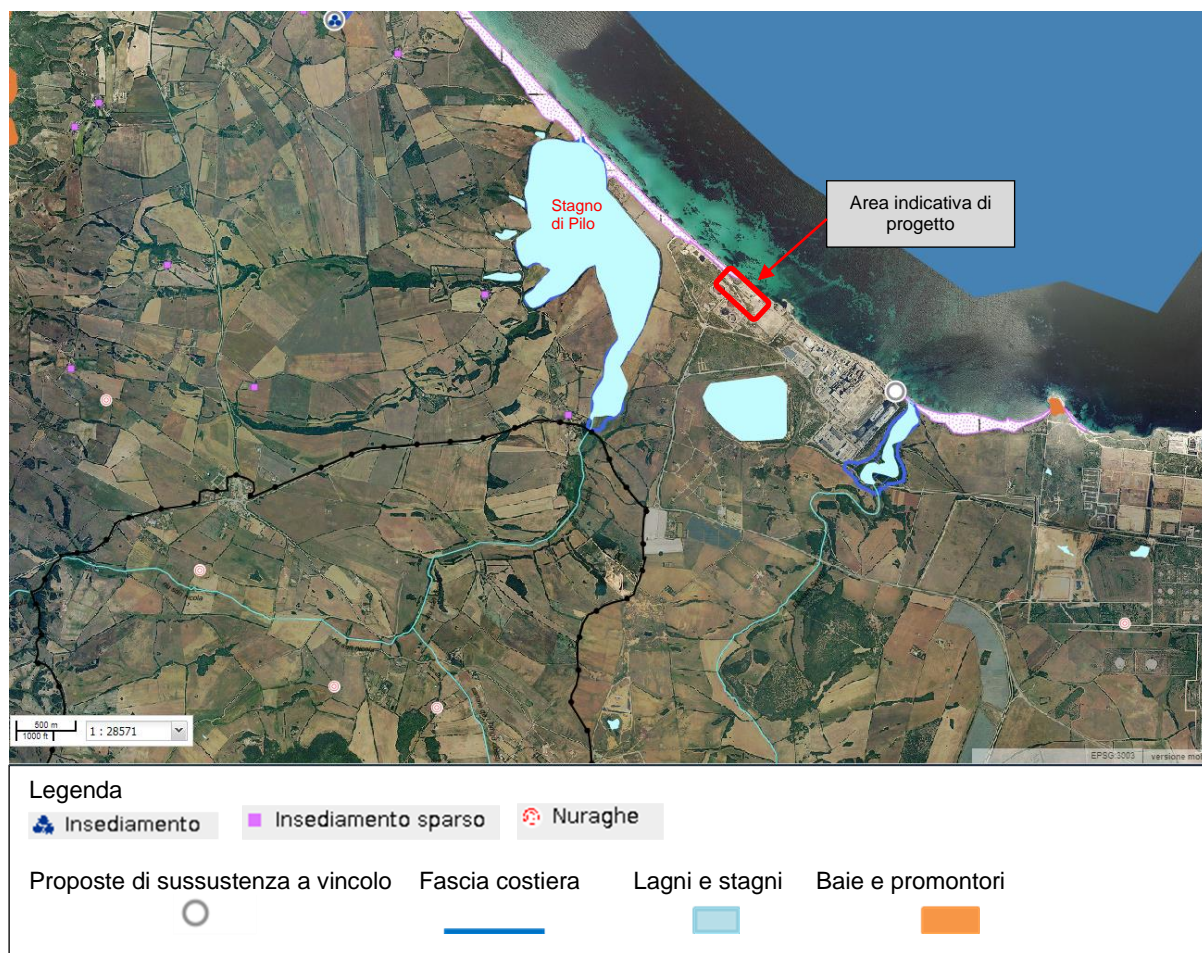 Stagno
di Pilo
Area indicativa di
progetto
500 m
1000 ft
1 : 28571
EPSG:3003
versione
Legenda
Insediamento
Insediamento sparso
Nuraghe
Proposte di sussustenza a vincolo
Fascia costiera
Lagni e stagni
Baie e promontori